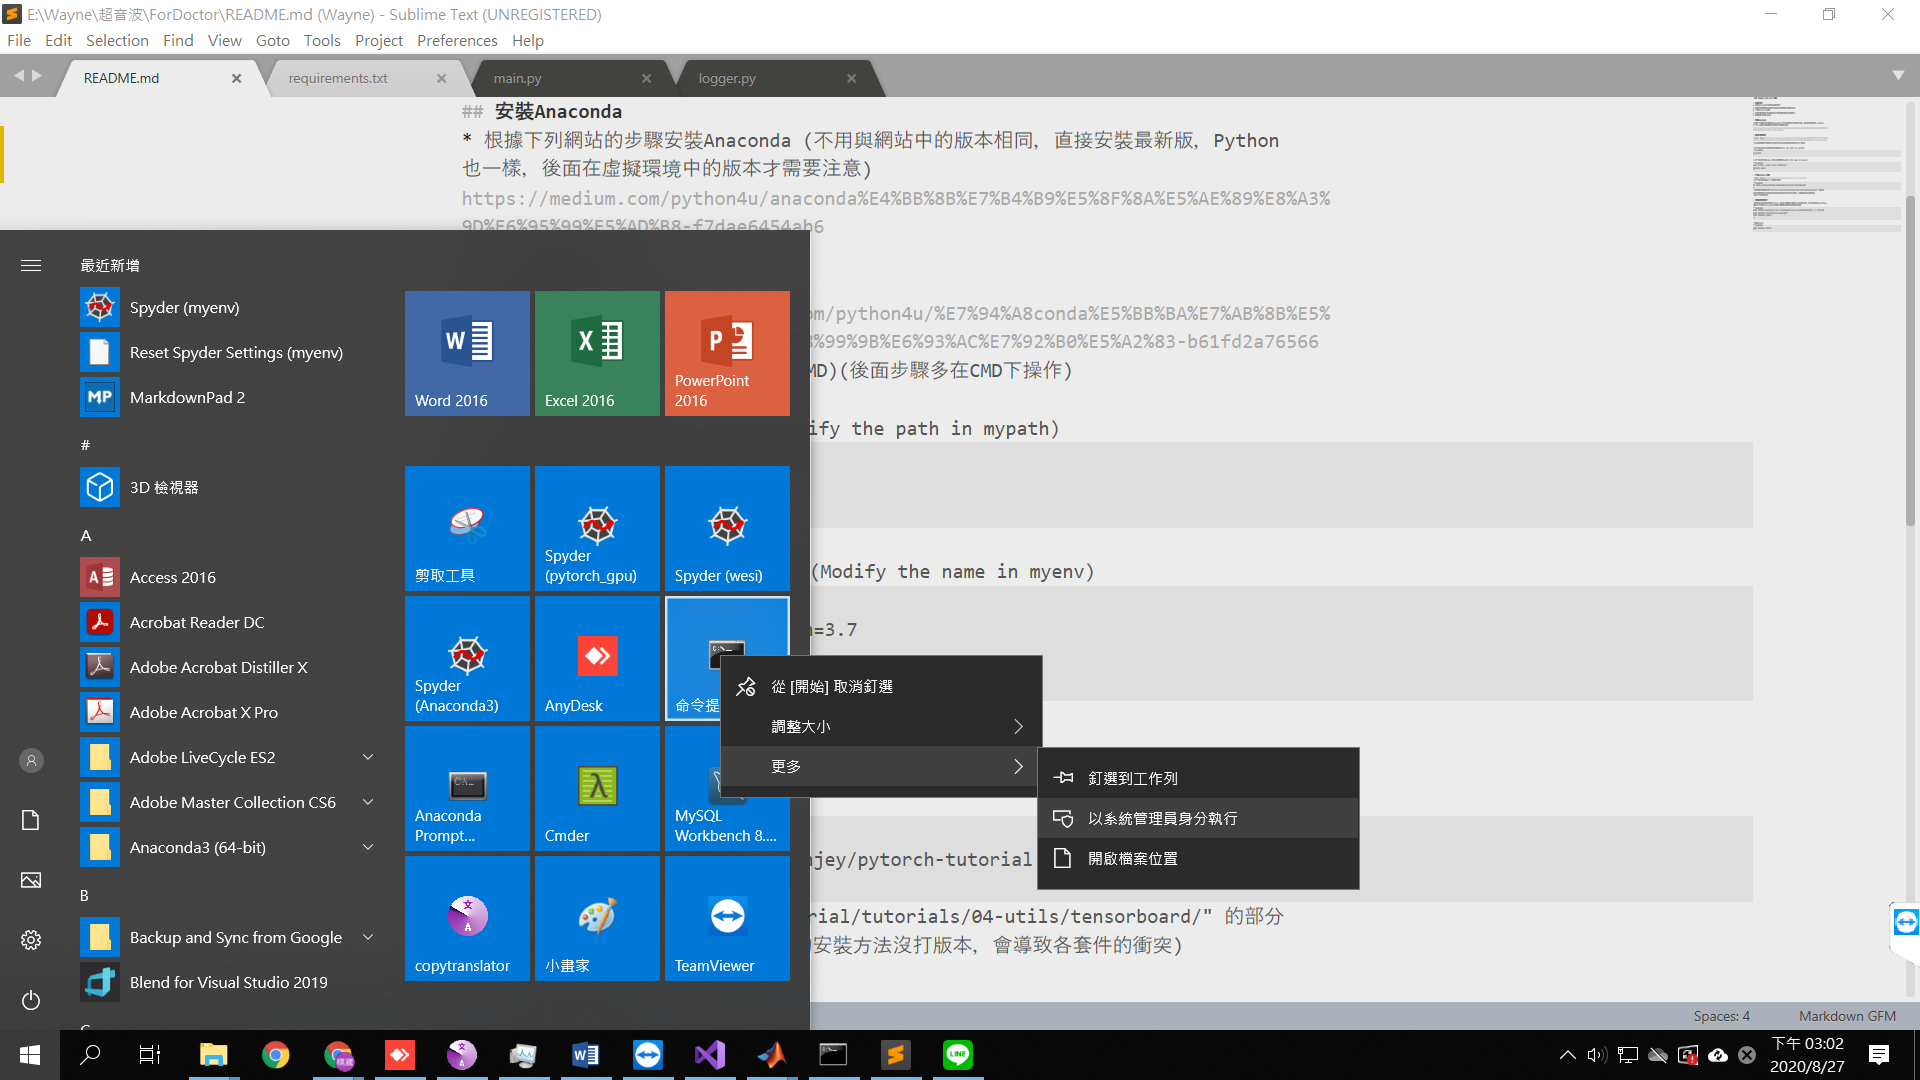 E:\Wayne\超音波\ForDoctor\README.md (Wayne) - Sublime Text (UNREGISTERED)
File Edit Selection Find View Goto Tools Project Preferences Help
README.md
requirements.txt
main.py
logger.py
## 安裝Anaconda
* 根據下列網站的步驟安裝Anaconda (不用與網站中的版本相同, 直接安裝最新版, Python
也一樣, 後面在虛擬環境中的版本才需要注意)
https://medium.com/python4u/anaconda%E4%BB%8B%E7%B4%B9%E5%8F%8A%E5%AE%89%E8%A3%
9D%E6%95%99%E5%AD%B8-f7dae6454ab6
om/python4u/%E7%94%A8conda%E5%BB%BA%E7%AB%8B%E5%
%99%9B%E6%93%AC%E7%92%B0%E5%A2%83-b61fd2a76566
MD)(後面步驟多在CMD下操作)
ify the path in mypath)
(Modify the name in myenv)
n=3.7
njey/pytorch-tutorial
rial/tutorials/04-utils/tensorboard/" 的部分
安裝方法沒打版本, 會導致各套件的衝突)
最近新增
Spyder (myenv)
Reset Spyder Settings (myenv)
MarkdownPad 2
#
3D 檢視器
A
Access 2016
Acrobat Reader DC
Adobe Acrobat Distiller X
Adobe Acrobat X Pro
Adobe LiveCycle ES2
Adobe Master Collection CS6
Anaconda3 (64-bit)
B
Backup and Sync from Google
Blend for Visual Studio 2019
Word 2016
Excel 2016
PowerPoint
2016
剪取工具
Spyder
(pytorch_gpu)
Spyder (wesi)
Spyder
(Anaconda3)
AnyDesk
命令提
Anaconda
Prompt...
Cmder
MySQL
Workbench 8....
copytranslator
小畫家
TeamViewer
從 [開始] 取消釘選
調整大小
更多
釘選到工作列
以系統管理員身分執行
開啟檔案位置
Spaces: 4
Markdown GFM
下午 03:02
2020/8/27